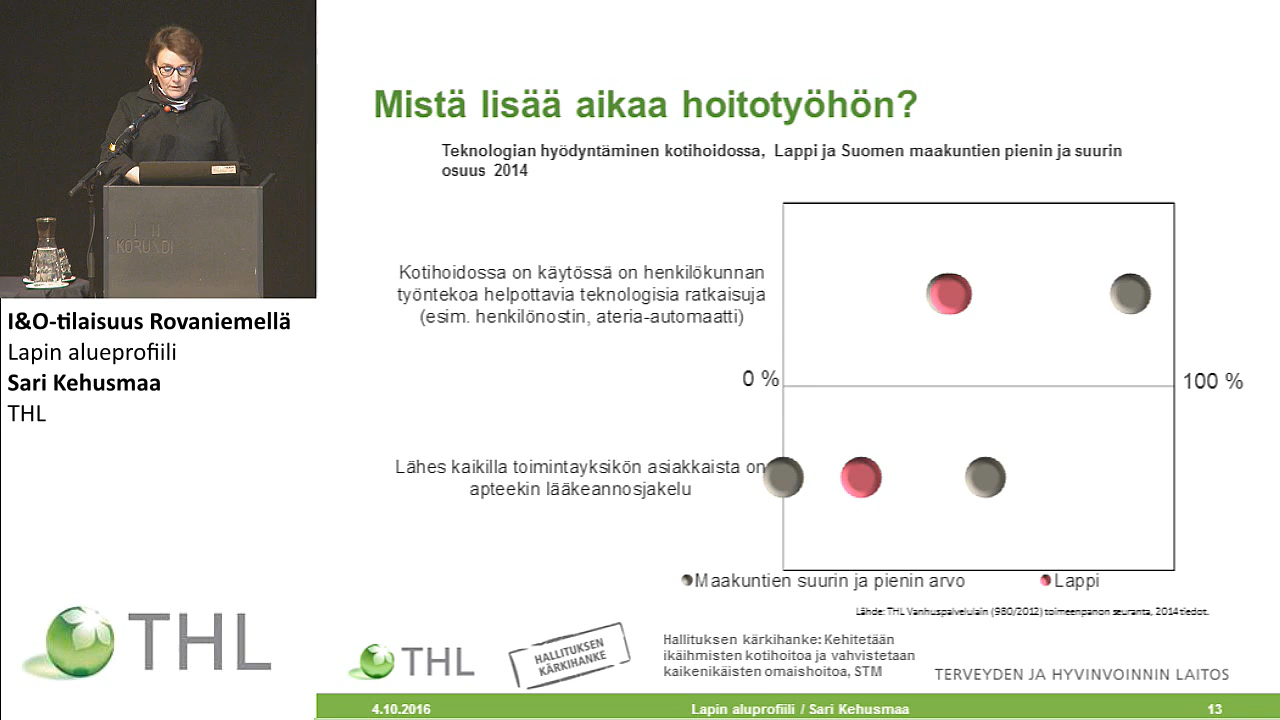 KORUNDI
I&O-tilaisuus Rovaniemellä
Lapin alueprofiili
Sari Kehusmaa
THL
THL
Mistä lisää aikaa hoitotyöhön?
Teknologian hyödyntäminen kotihoidossa, Lappi ja Suomen maakuntien pienin ja suurin
osuus 2014
Kotihoidossa on käytössä on henkilökunnan
työntekoa helpottavia teknologisia ratkaisuja
(esim. henkilönostin, ateria-automaatti)
0 %
100 %
Lähes kaikilla toimintayksikön asiakkaista on
apteekin lääkeannosjakelu
Maakuntien suurin ja pienin arvo
Lappi
Lähde: THL Vanhuspalvelulain (980/2012) toimeenpanon seuranta, 2014 tiedot.
THL
HALLITUKSEN
KÄRKIHANKE
Hallituksen kärkihanke: Kehitetään
ikäihmisten kotihoitoa ja vahvistetaan
kaikenikäisten omaishoitoa, STM
TERVEYDEN JA HYVINVOINNIN LAITOS
4.10.2016
Lapin aluprofiili / Sari Kehusmaa
13